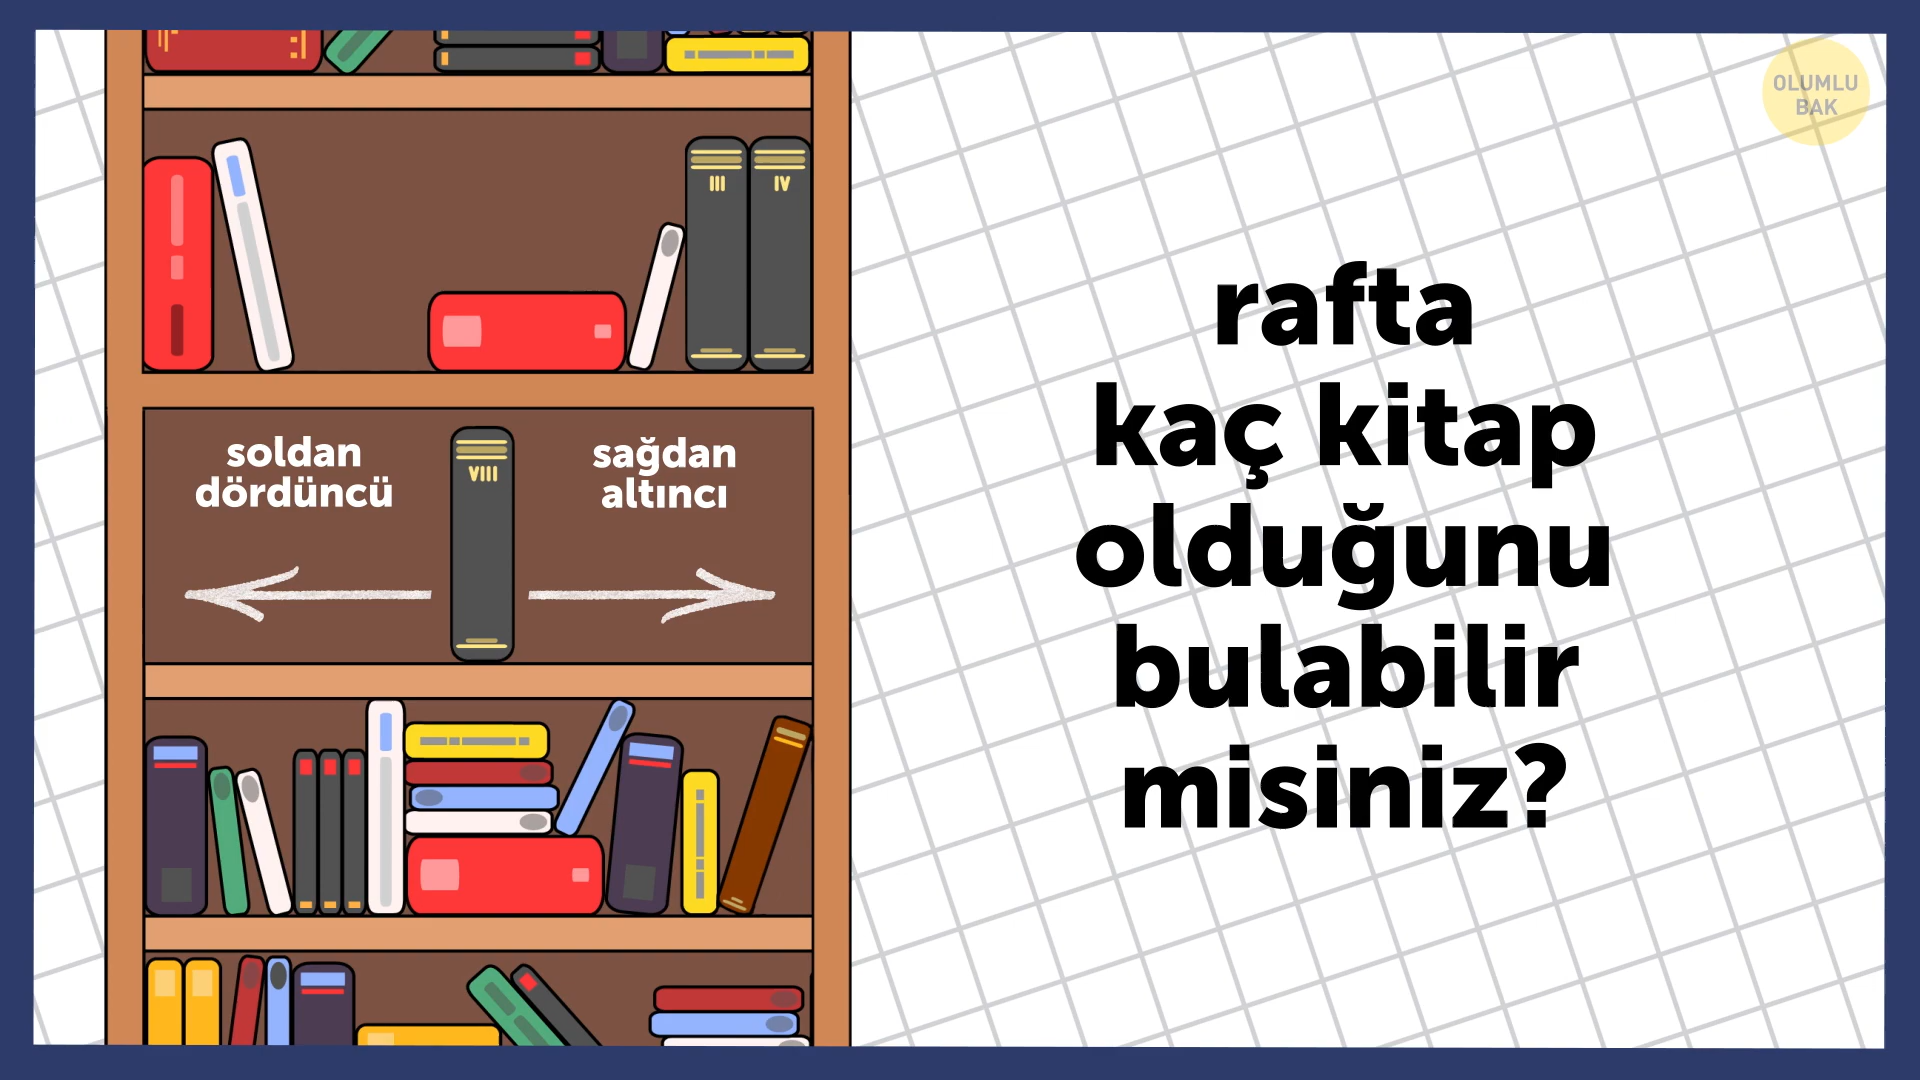 OLUMLU
BAK
III
IV
soldan
dördüncü
VIII
sağdan
altıncı
rafta
kaç kitap
olduğunu
bulabilir
misiniz?